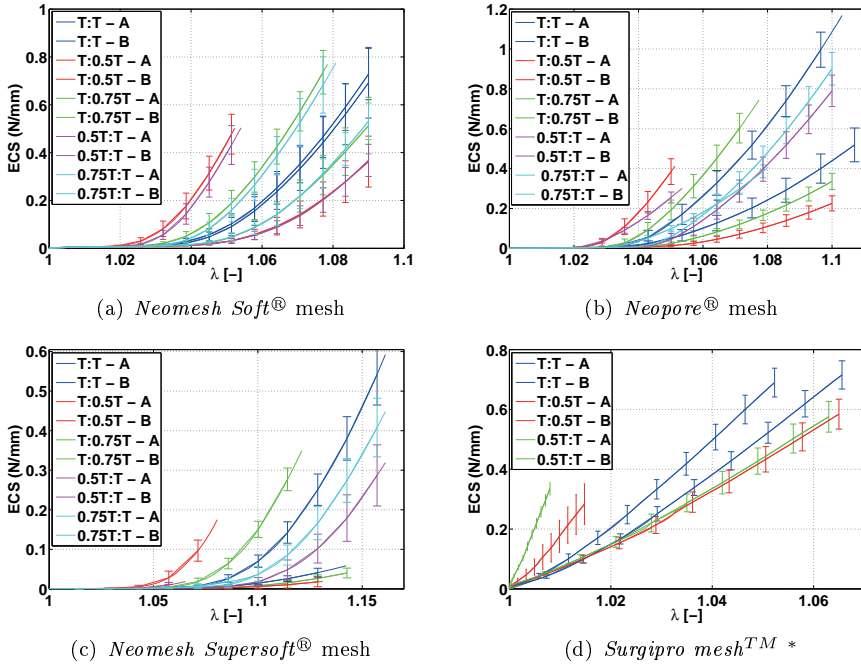 ECS (N/mm)
1
0.8
0.6
0.4
0.2
0
T:T – A
T:T – B
T:0.5T – A
T:0.5T – B
T:0.75T – A
T:0.75T – B
0.5T:T – A
0.5T:T – B
0.75T:T – A
0.75T:T – B
1 1.02 1.04 1.06 1.08 1.1
λ [–]
(a) Neomesh Soft® mesh
ECS (N/mm)
1.2
1
0.8
0.6
0.4
0.2
0
T:T – A
T:T – B
T:0.5T – A
T:0.5T – B
T:0.75T – A
T:0.75T – B
0.5T:T – A
0.5T:T – B
0.75T:T – A
0.75T:T – B
1 1.02 1.04 1.06 1.08 1.1
λ [–]
(b) Neopore® mesh
ECS (N/mm)
0.6
0.5
0.4
0.3
0.2
0.1
0
T:T – A
T:T – B
T:0.5T – A
T:0.5T – B
T:0.75T – A
T:0.75T – B
0.5T:T – A
0.5T:T – B
0.75T:T – A
0.75T:T – B
1 1.05 1.1 1.15
λ [–]
(c) Neomesh Supersoft® mesh
ECS (N/mm)
0.8
0.6
0.4
0.2
0
T:T – A
T:T – B
T:0.5T – A
T:0.5T – B
0.5T:T – A
0.5T:T – B
1 1.02 1.04 1.06
λ [–]
(d) Surgipro mesh™ *